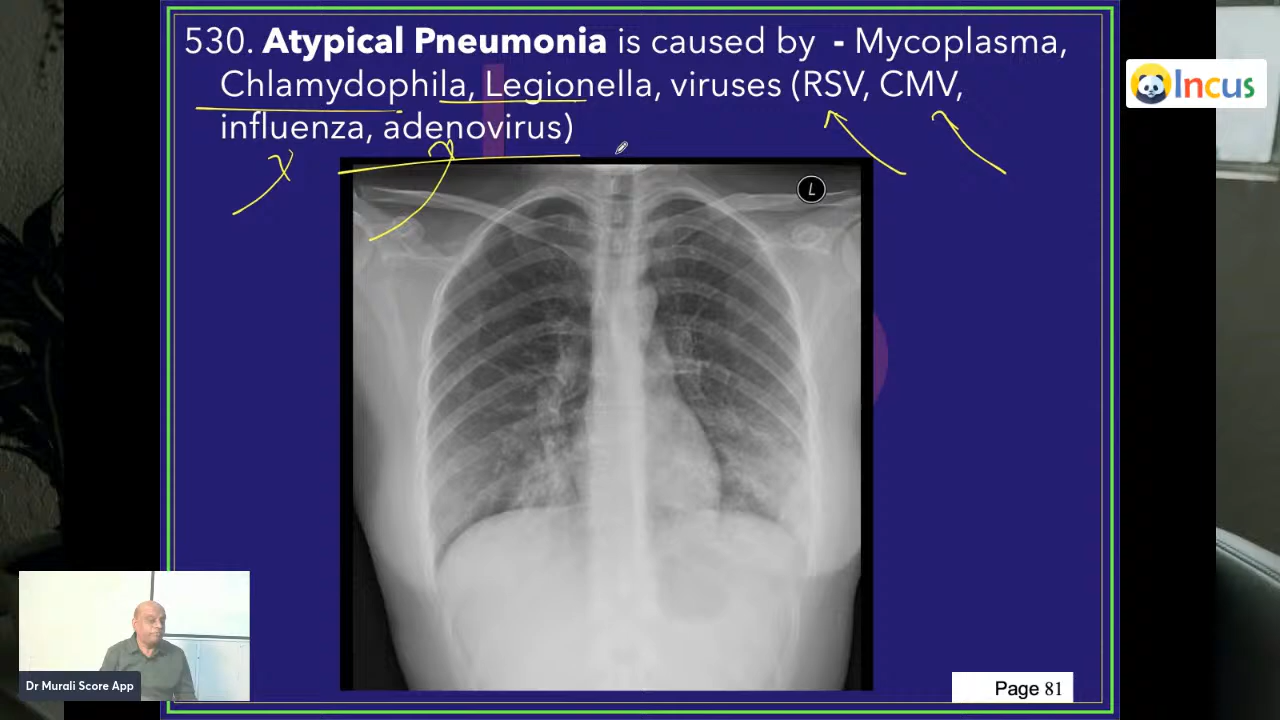 530. Atypical Pneumonia is caused by - Mycoplasma,
Chlamydophila, Legionella, viruses (RSV, CMV,
influenza, adenovirus)
Incus
L
Dr Murali Score App
Page 81